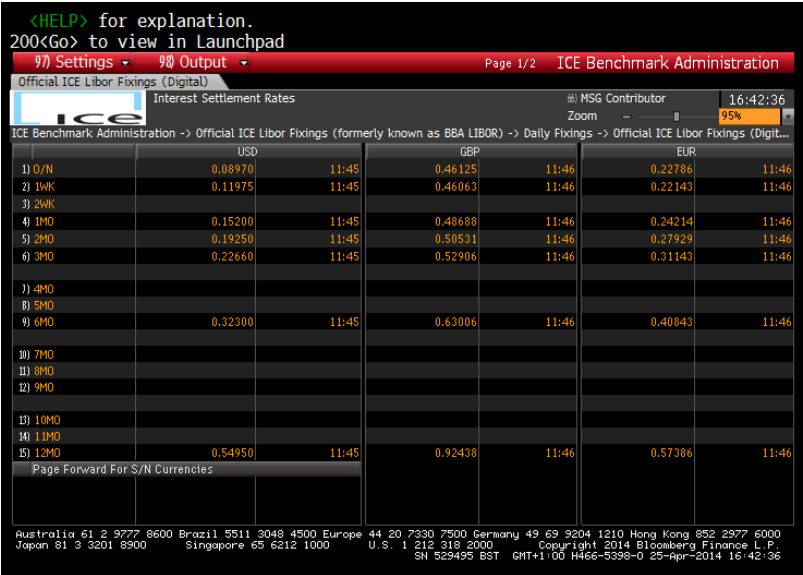 <HELP> for explanation.
200<Go> to view in Launchpad
97) Settings 98) Output Page 1/2 ICE Benchmark Administration
Official ICE Libor Fixings (Digital)
ice Interest Settlement Rates 66) MSG Contributor 16:42:36
Zoom – 95%
ICE Benchmark Administration -> Official ICE Libor Fixings (formerly known as BBA LIBOR) -> Daily Fixings -> Official ICE Libor Fixings (Digit...
USD GBP EUR
1) O/N 0.08970 11:45 0.46125 11:46 0.22786 11:46
2) 1WK 0.11975 11:45 0.46063 11:46 0.22143 11:46
3) 2WK
4) 1MO 0.15200 11:45 0.48688 11:46 0.24214 11:46
5) 2MO 0.19250 11:45 0.50531 11:46 0.27929 11:46
6) 3MO 0.22660 11:45 0.52906 11:46 0.31143 11:46
7) 4MO
8) 5MO
9) 6MO 0.32300 11:45 0.63006 11:46 0.40843 11:46
10) 7MO
11) 8MO
12) 9MO
13) 10MO
14) 11MO
15) 12MO 0.54950 11:45 0.92438 11:46 0.57386 11:46
Page Forward For S/N Currencies
Australia 61 2 9777 8600 Brazil 5511 3048 4500 Europe 44 20 7330 7500 Germany 49 69 9204 1210 Hong Kong 852 2977 6000
Japan 81 3 3201 8900 Singapore 65 6212 1000 U.S. 1 212 318 2000 Copyright 2014 Bloomberg Finance L.P.
SN 529495 BST GMT+1:00 H466-5398-0 25-Apr-2014 16:42:36